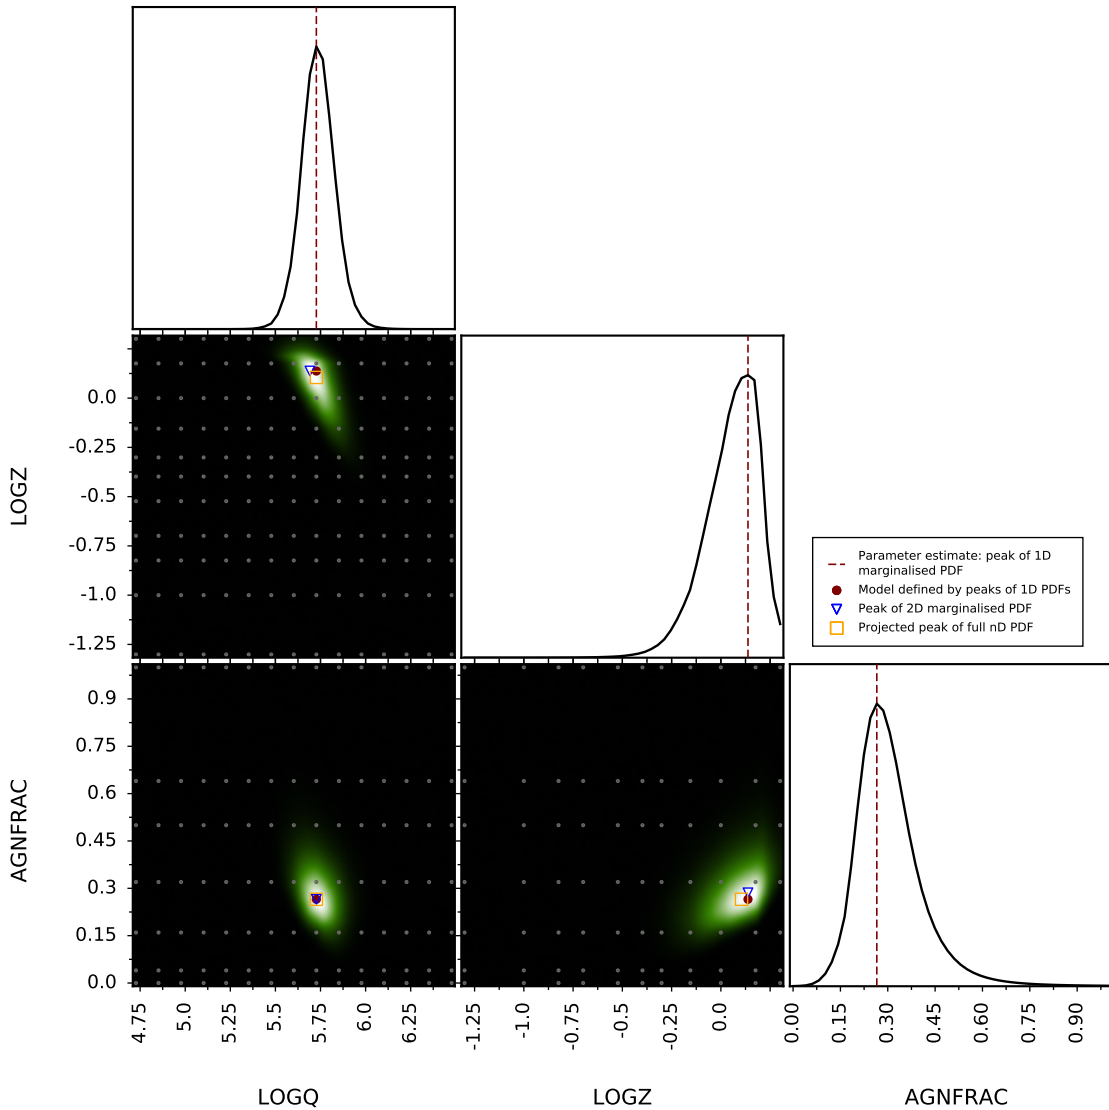 0.0
-0.25
-0.5
-0.75
-1.0
-1.25
LOGZ
Parameter estimate: peak of 1D
marginalised PDF
Model defined by peaks of 1D PDFs
Peak of 2D marginalised PDF
Projected peak of full nD PDF
0.9
0.75
0.6
0.45
0.3
0.15
0.0
AGNFRAC
4.75 5.0 5.25 5.5 5.75 6.0 6.25
-1.25 -1.0 -0.75 -0.5 -0.25 0.0
0.00 0.15 0.30 0.45 0.60 0.75 0.90
LOGQ LOGZ AGNFRAC